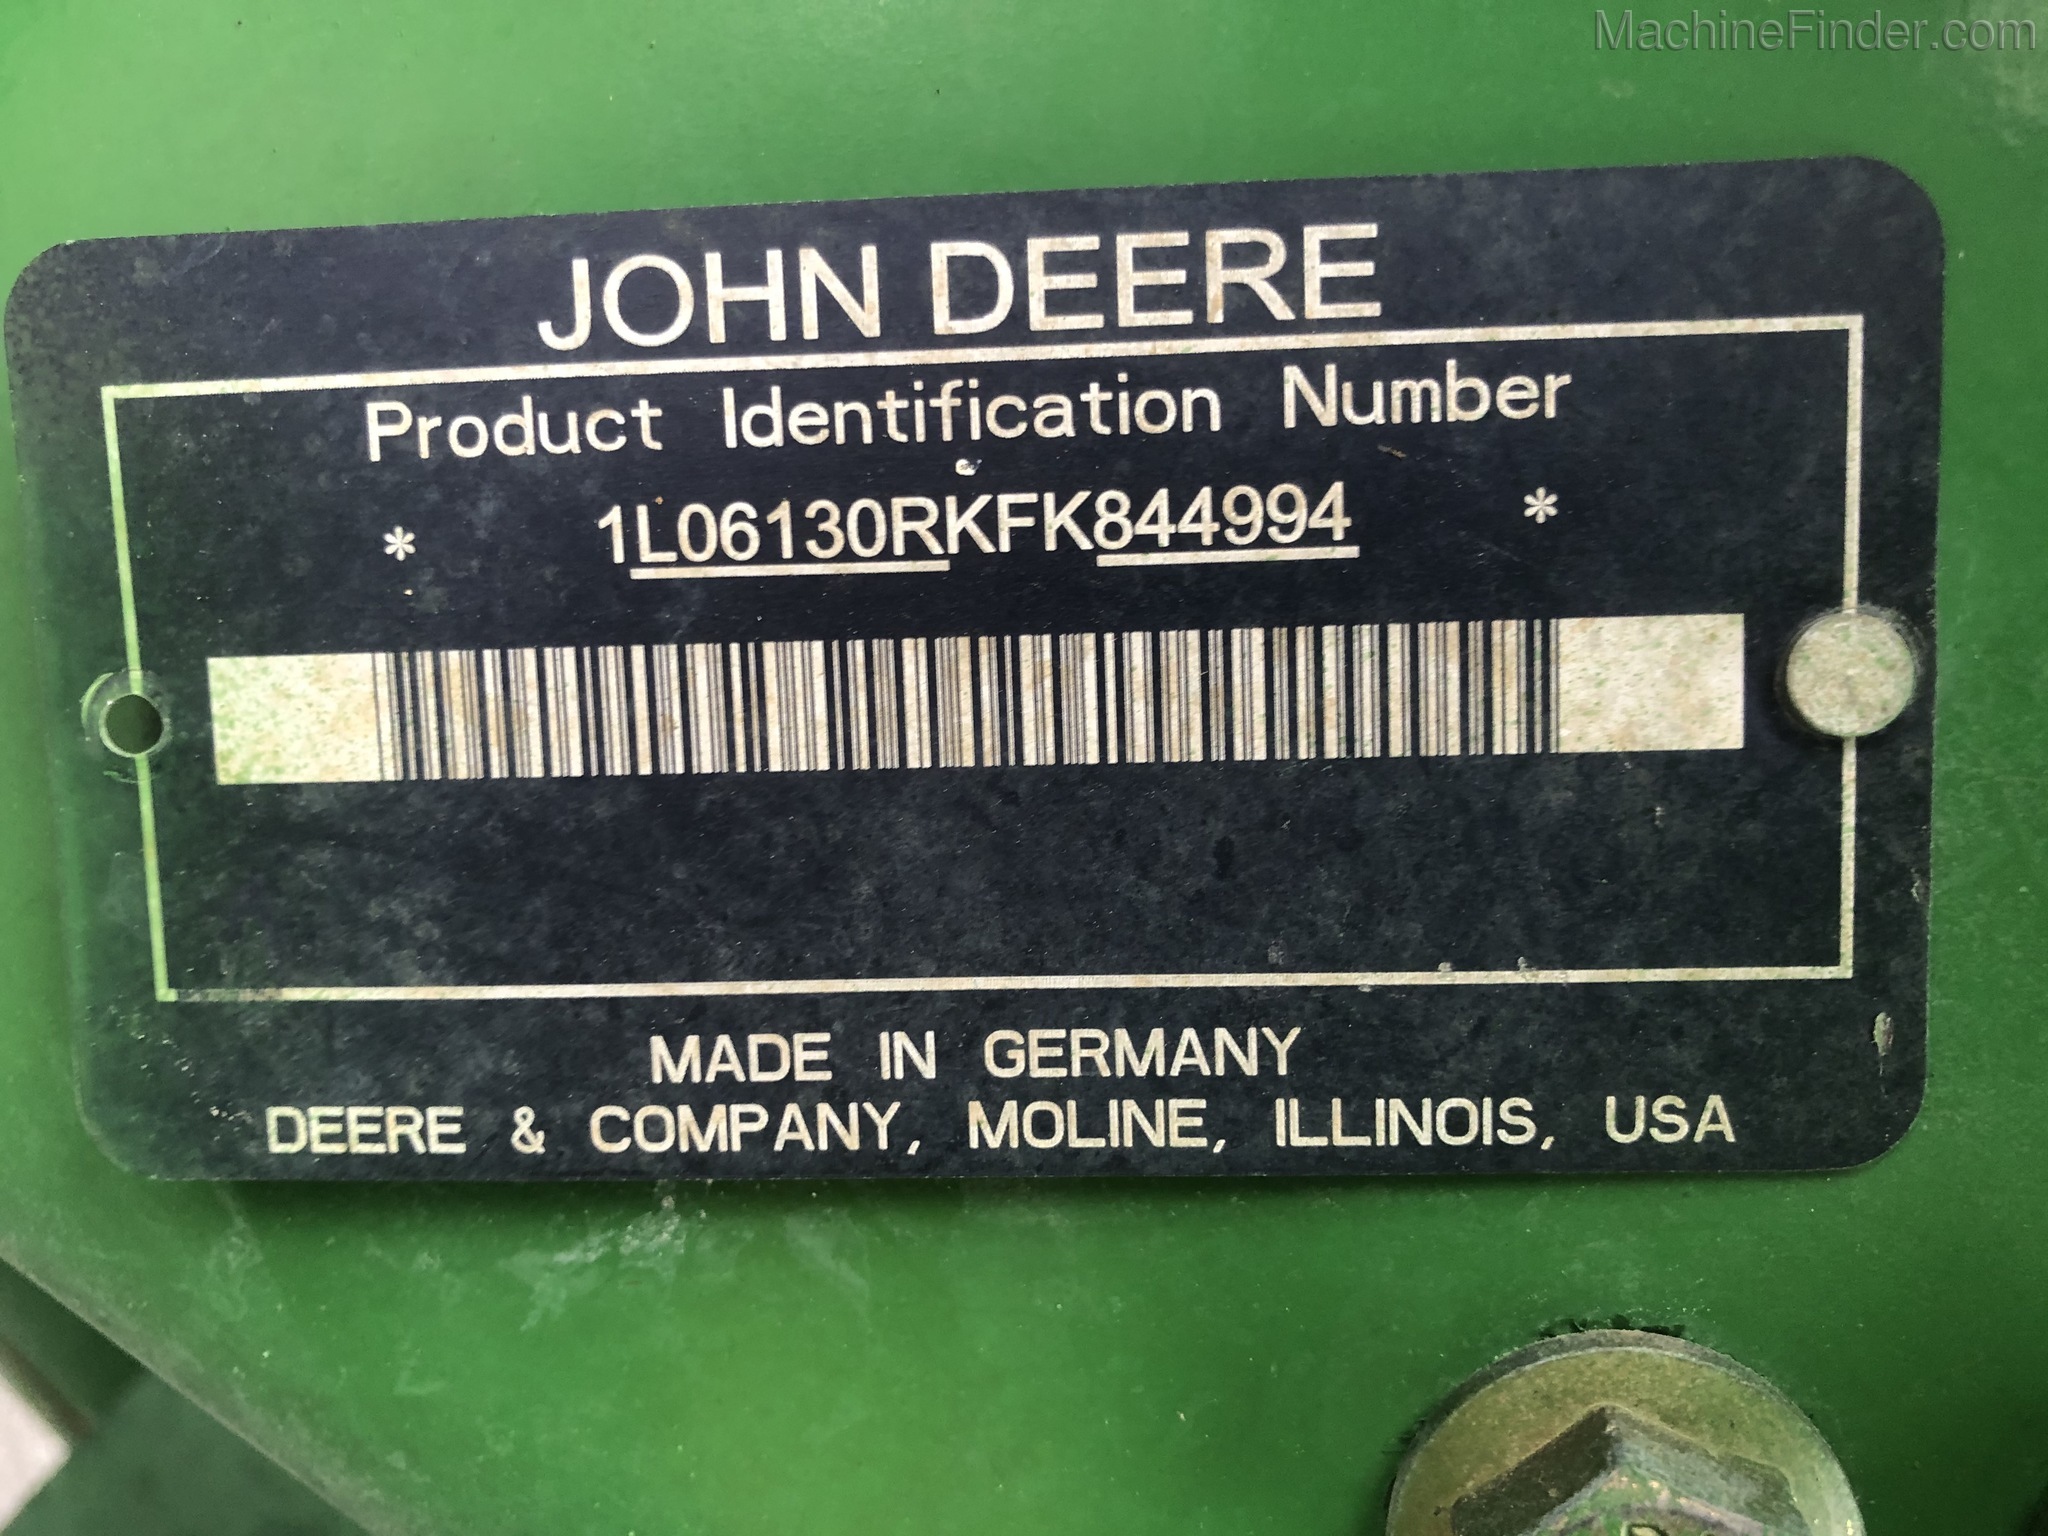 MachineFinder.com
JOHN DEERE
Product Identification Number
* 1L06130RKFK844994 *
MADE IN GERMANY
DEERE & COMPANY, MOLINE, ILLINOIS, USA